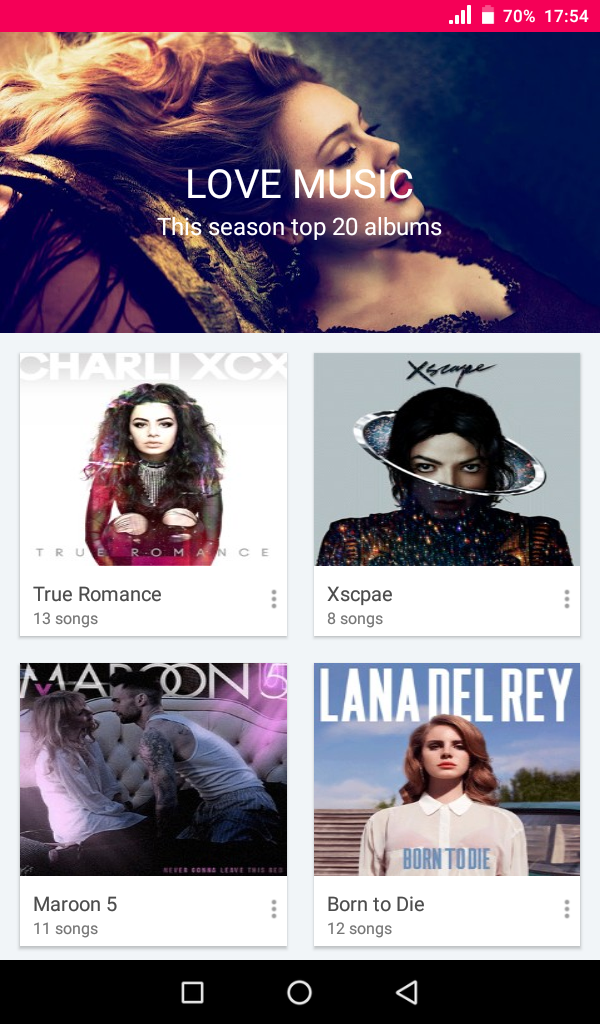 70% 17:54
LOVE MUSIC
This season top 20 albums
CHARLI XCX
TRUE ROMANCE
True Romance
13 songs
Xscape
Xscpae
8 songs
MAROON 5
NEVER GONNA LEAVE THIS BED
Maroon 5
11 songs
LANA DEL REY
BORN TO DIE
Born to Die
12 songs